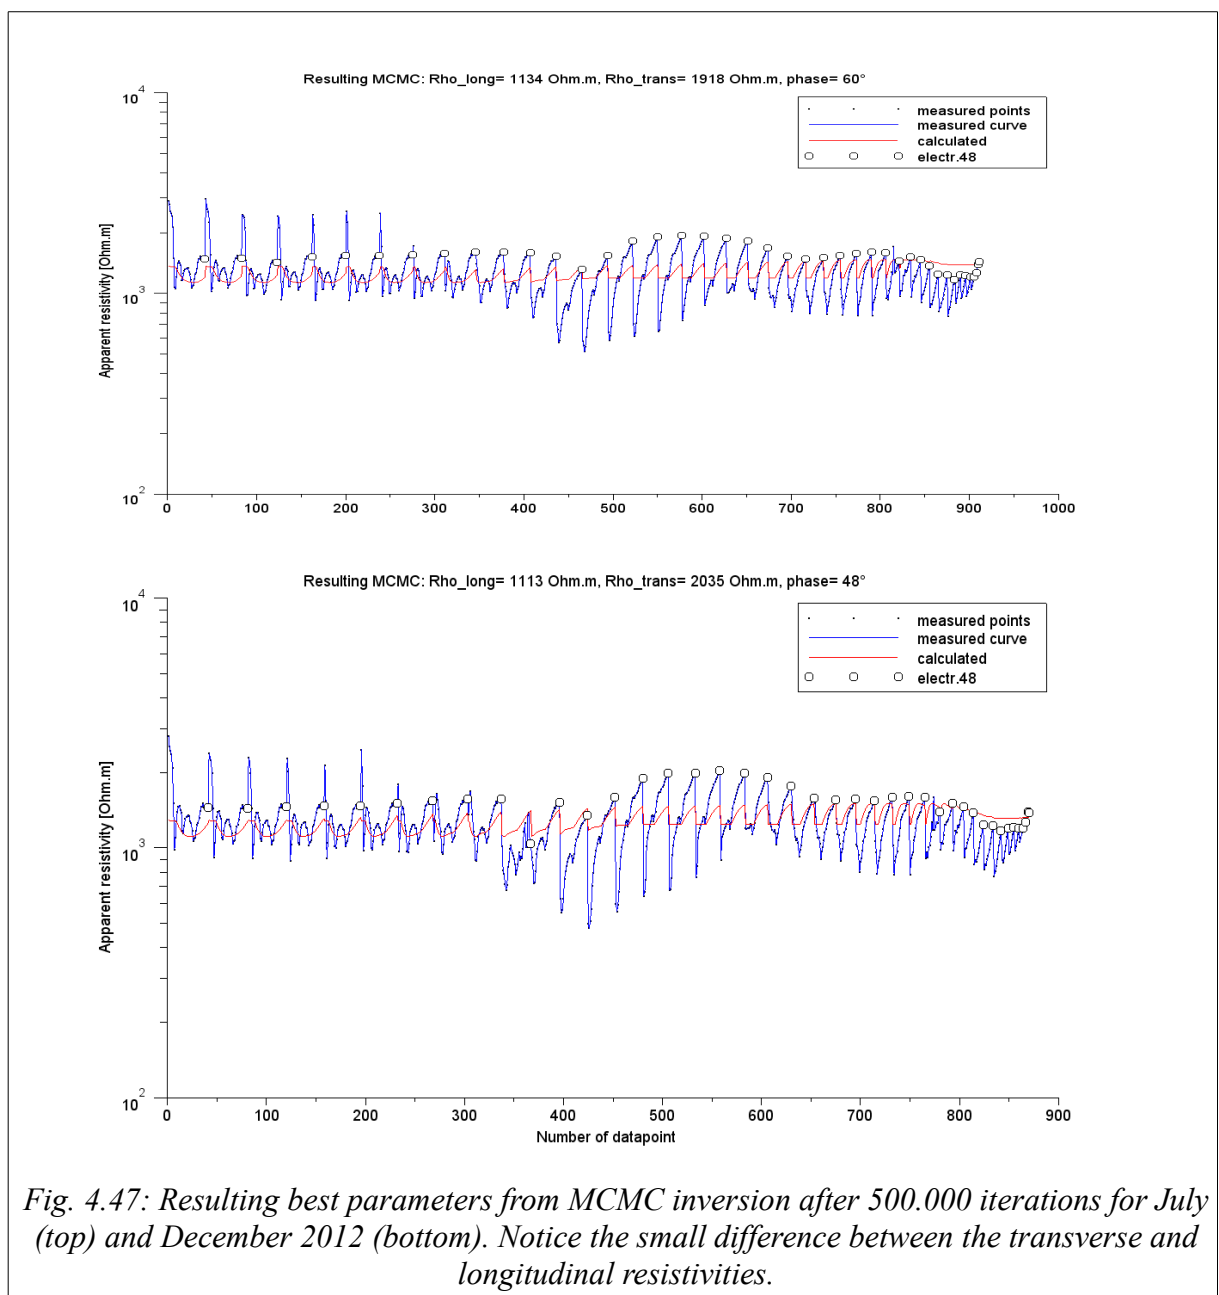 Resulting MCMC: Rho_long= 1134 Ohm.m, Rho_trans= 1918 Ohm.m, phase= 60°
measured points
measured curve
calculated
electr.48
Apparent resistivity [Ohm.m]
10^4
10^3
10^2
0 100 200 300 400 500 600 700 800 900 1000
Resulting MCMC: Rho_long= 1113 Ohm.m, Rho_trans= 2035 Ohm.m, phase= 48°
measured points
measured curve
calculated
electr.48
Apparent resistivity [Ohm.m]
10^4
10^3
10^2
0 100 200 300 400 500 600 700 800 900
Number of datapoint
Fig. 4.47: Resulting best parameters from MCMC inversion after 500.000 iterations for July
(top) and December 2012 (bottom). Notice the small difference between the transverse and
longitudinal resistivities.